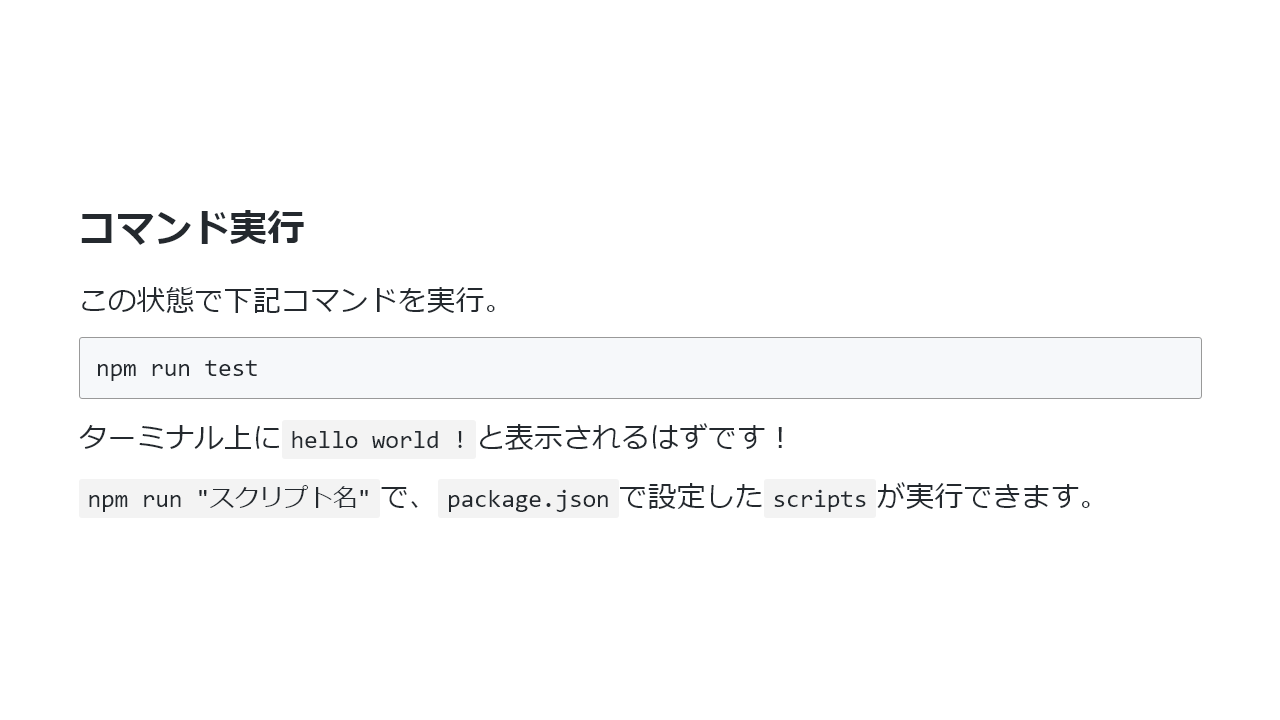 コマンド実行
この状態で下記コマンドを実行。
npm run test
ターミナル上にhello world !と表示されるはずです！
npm run "スクリプト名"で、package.jsonで設定したscriptsが実行できます。